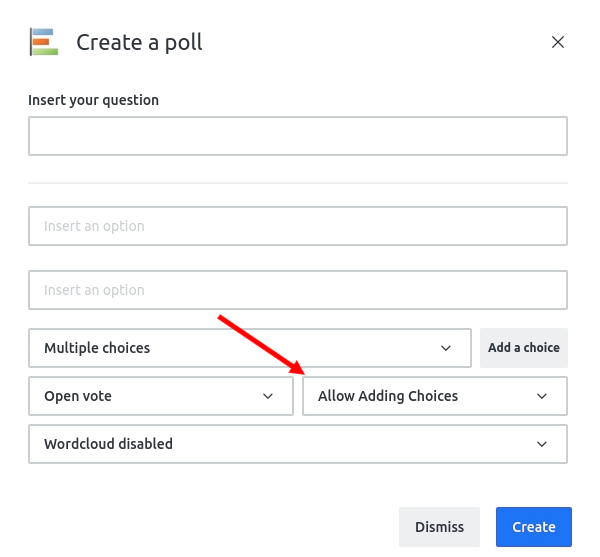 Create a poll
Insert your question
Insert an option
Insert an option
Multiple choices
Add a choice
Open vote
Allow Adding Choices
Wordcloud disabled
Dismiss
Create